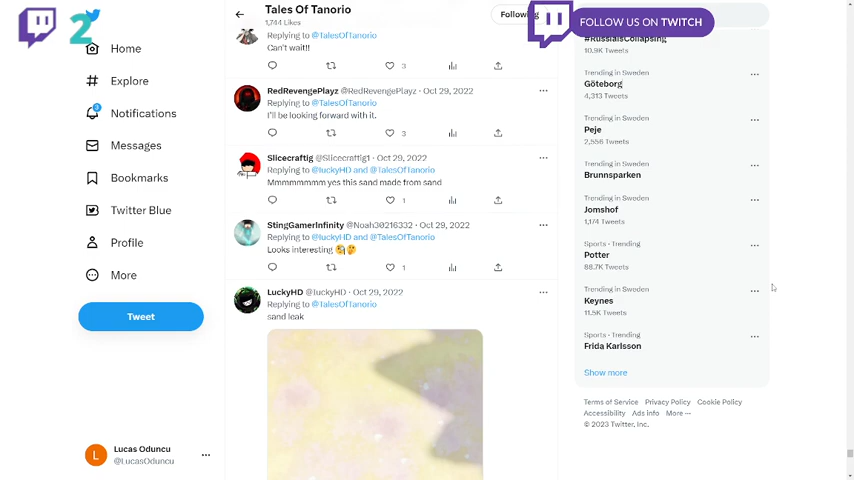 2
Home
Explore
3
Notifications
Messages
Bookmarks
Twitter Blue
Profile
More
Tweet
Lucas Oduncu
@LucasOduncu
Tales Of Tanorio
1,744 Likes
Following
Replying to @TalesOfTanorio
Can't wait!!
3
RedRevengePlayz @RedRevengePlayz · Oct 29, 2022
Replying to @TalesOfTanorio
I'll be looking forward with it.
3
Slicecraftig @Slicecraftig1 · Oct 29, 2022
Replying to @luckyHD and @TalesOfTanorio
Mmmmmmmm yes this sand made from sand
1
StingGamerInfinity @Noah30216332 · Oct 29, 2022
Replying to @luckyHD and @TalesOfTanorio
Looks interesting 🧐🤔
1
LuckyHD @luckyHD · Oct 29, 2022
Replying to @TalesOfTanorio
sand leak
FOLLOW US ON TWITCH
#RussiaIsCollapsing
10.9K Tweets
Trending in Sweden
Göteborg
4,313 Tweets
Trending in Sweden
Peje
2,556 Tweets
Trending in Sweden
Brunnsparken
Trending in Sweden
Jomshof
1,174 Tweets
Sports · Trending
Potter
88.7K Tweets
Trending in Sweden
Keynes
11.5K Tweets
Sports · Trending
Frida Karlsson
Show more
Terms of Service Privacy Policy Cookie Policy
Accessibility Ads info More ···
© 2023 Twitter, Inc.